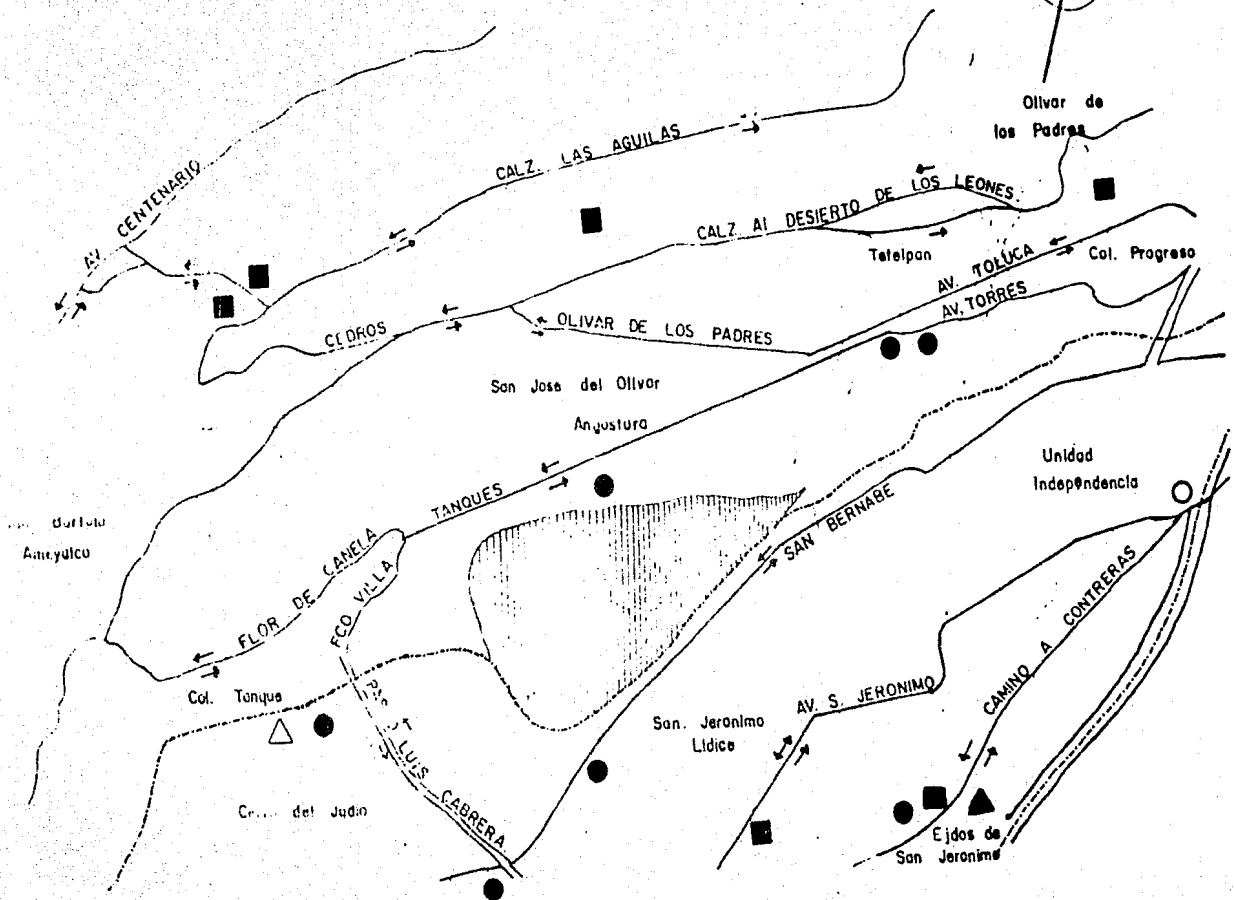 Olivar de
los Padres
CALZ. LAS AGUILAS
AV CENTENARIO
CALZ Al DESIERTO DE LOS LEONES
Tetelpan
AV. TOLUCA
Col. Progreso
AV. TORRES
CEDROS
OLIVAR DE LOS PADRES
San Jose del Olivar
Angostura
Unidad
Independencia
TANQUES
SAN BERNABE
Ameyalco
FLOR DE CANELA
FCO VILLA
CAMINO A CONTRERAS
Col. Tanque
AV. S. JERONIMO
San. Jeronimo
Lidice
LUIS CABRERA
del Judio
Ejdos de
San Jeronimo